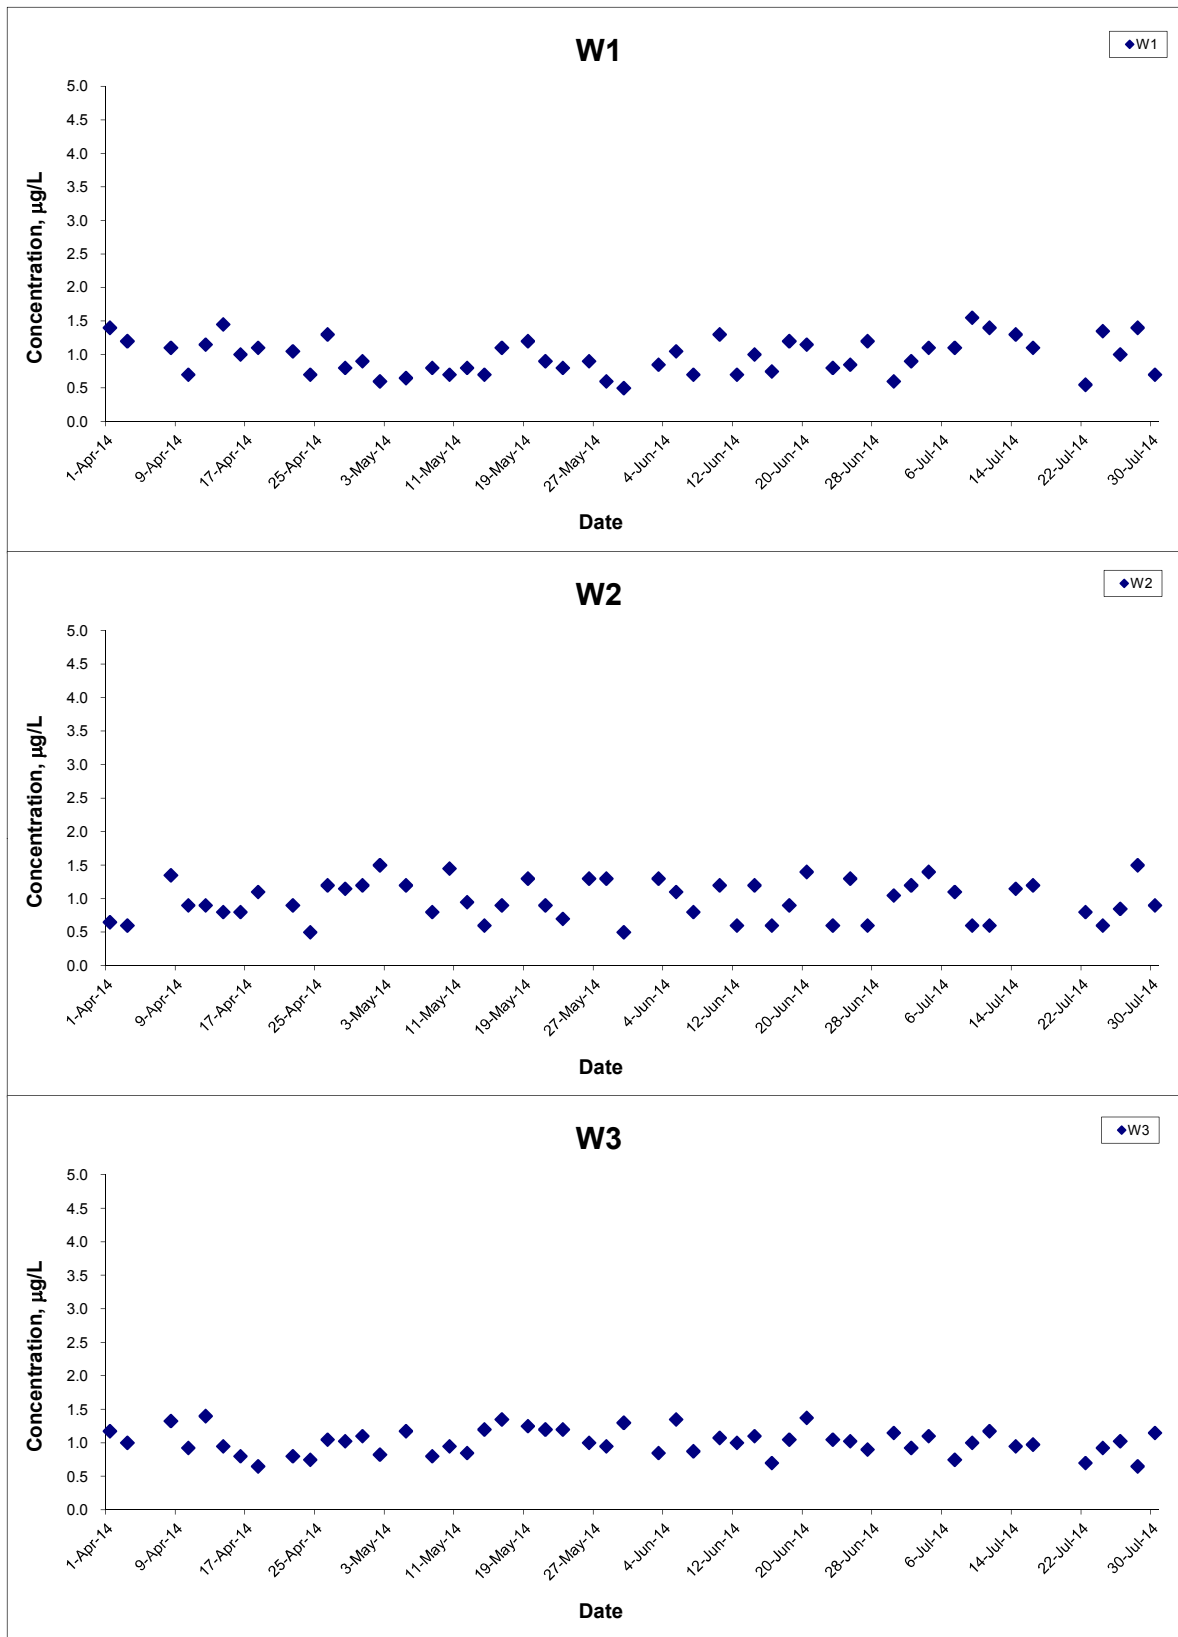 W1
W1
5.0
4.5
4.0
3.5
3.0
2.5
2.0
1.5
1.0
0.5
0.0
Concentration, µg/L
1-Apr-14
9-Apr-14
17-Apr-14
25-Apr-14
3-May-14
11-May-14
19-May-14
27-May-14
4-Jun-14
12-Jun-14
20-Jun-14
28-Jun-14
6-Jul-14
14-Jul-14
22-Jul-14
30-Jul-14
Date
W2
W2
5.0
4.5
4.0
3.5
3.0
2.5
2.0
1.5
1.0
0.5
0.0
Concentration, µg/L
1-Apr-14
9-Apr-14
17-Apr-14
25-Apr-14
3-May-14
11-May-14
19-May-14
27-May-14
4-Jun-14
12-Jun-14
20-Jun-14
28-Jun-14
6-Jul-14
14-Jul-14
22-Jul-14
30-Jul-14
Date
W3
W3
5.0
4.5
4.0
3.5
3.0
2.5
2.0
1.5
1.0
0.5
0.0
Concentration, µg/L
1-Apr-14
9-Apr-14
17-Apr-14
25-Apr-14
3-May-14
11-May-14
19-May-14
27-May-14
4-Jun-14
12-Jun-14
20-Jun-14
28-Jun-14
6-Jul-14
14-Jul-14
22-Jul-14
30-Jul-14
Date